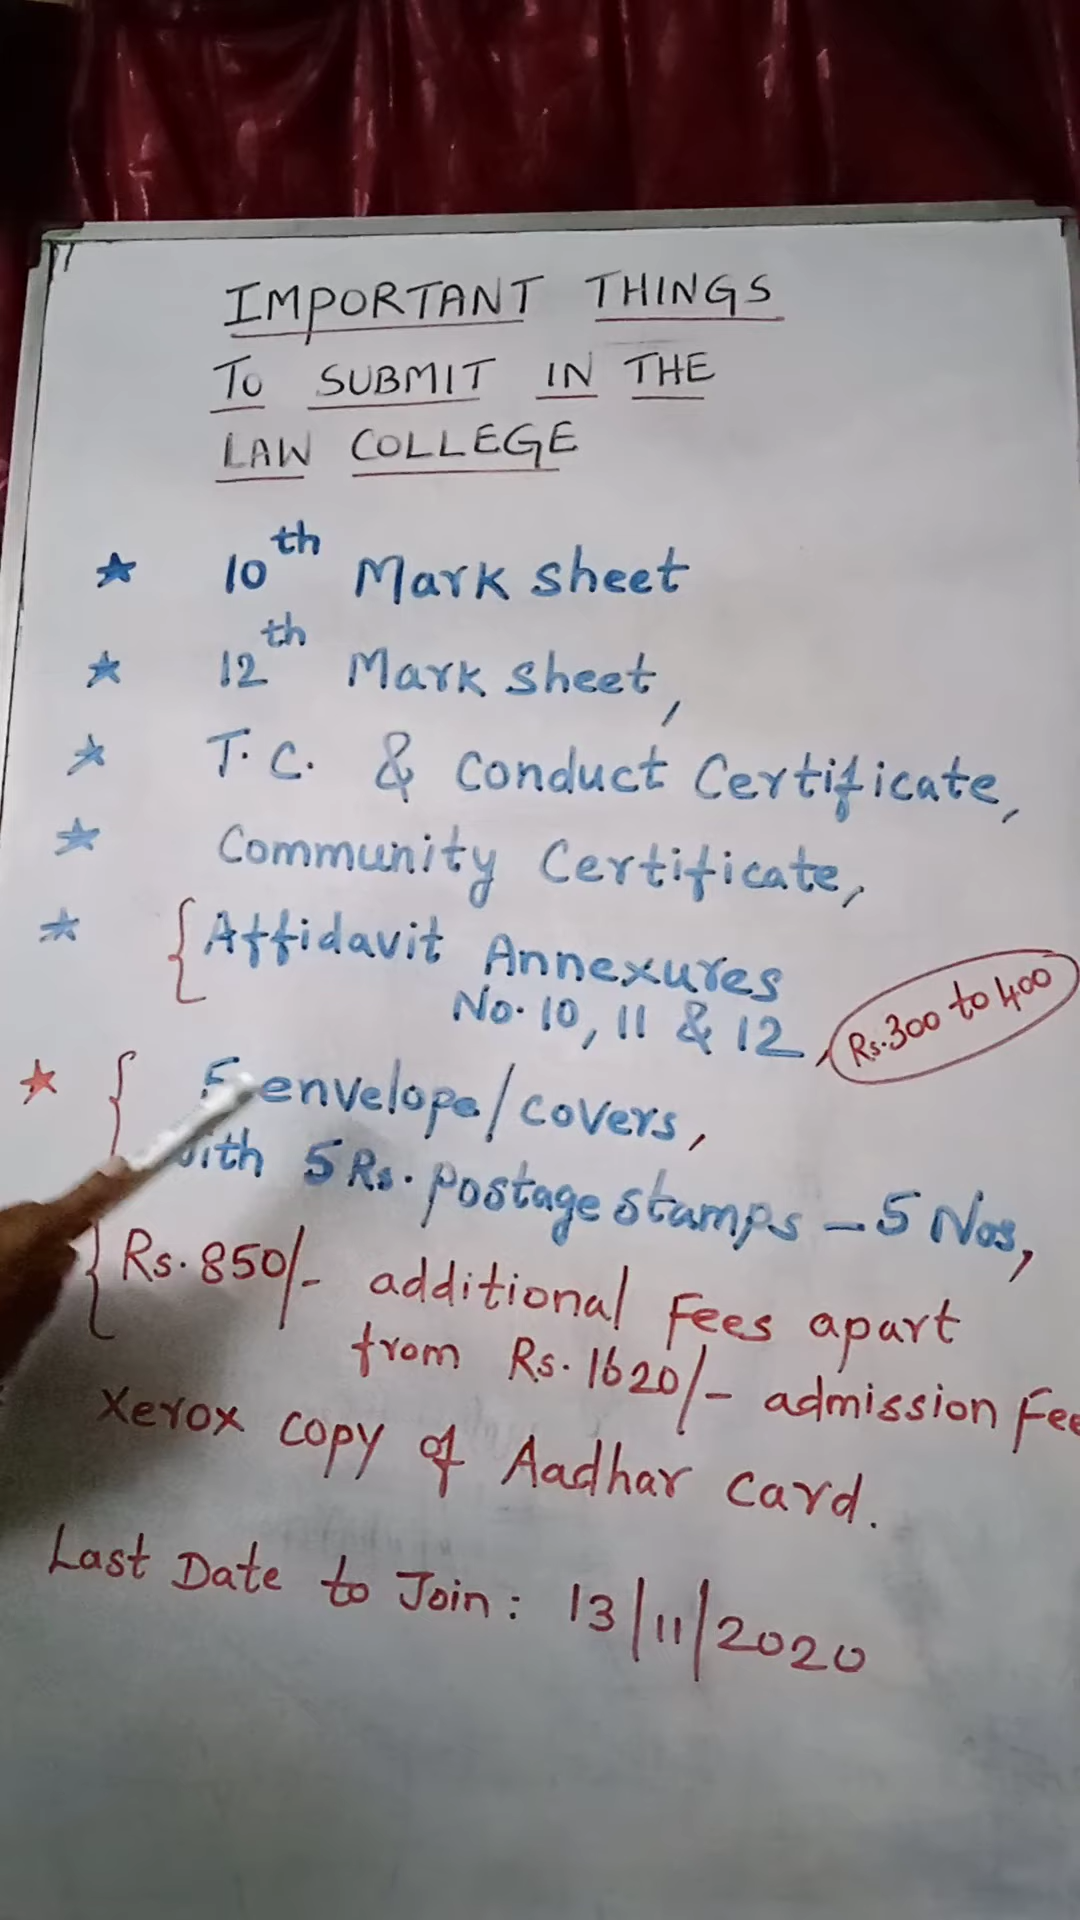 IMPORTANT THINGS
TO SUBMIT IN THE
LAW COLLEGE
★ 10th Mark sheet
★ 12th Mark sheet,
★ T.C. & Conduct Certificate,
★ Community Certificate,
★ {Affidavit Annexures
No. 10, 11 & 12, Rs.300 to 400
★ { 5 envelope/covers,
with 5 Rs. postage stamps – 5 Nos,
{Rs.850/- additional Fees apart
from Rs.1620/- admission Fee
Xerox copy of Aadhar card.
Last Date to Join: 13/11/2020